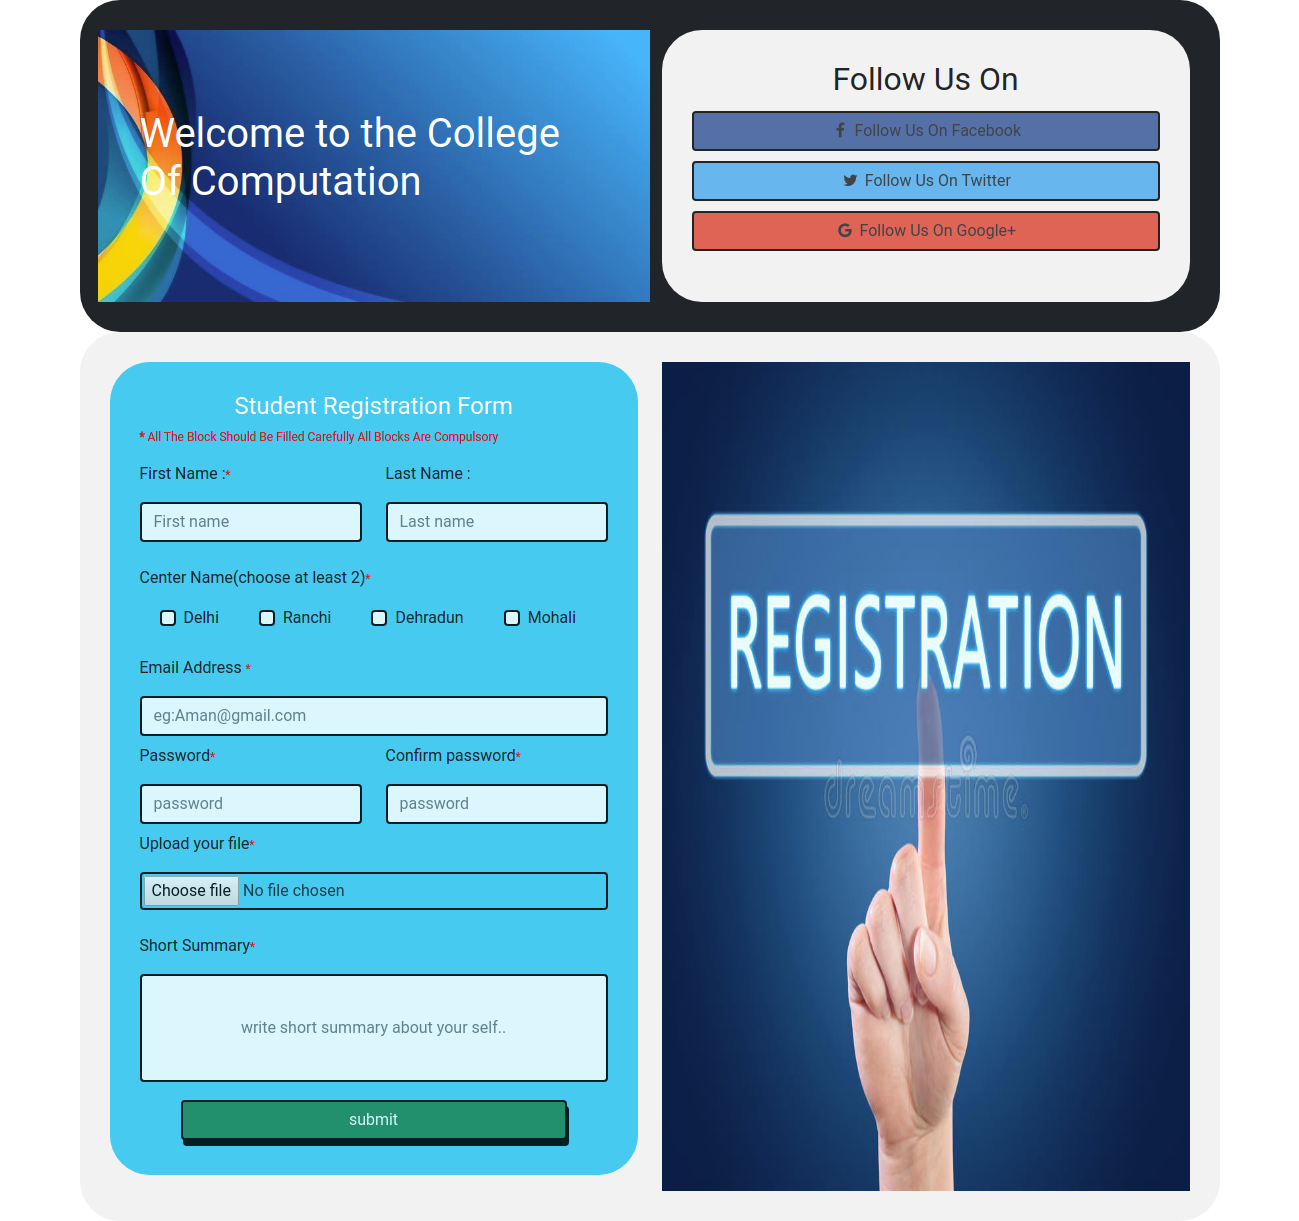 Welcome to the College
Of Computation
Follow Us On
Follow Us On Facebook
Follow Us On Twitter
Follow Us On Google+
Student Registration Form
* All The Block Should Be Filled Carefully All Blocks Are Compulsory
First Name :*
Last Name :
First name
Last name
Center Name(choose at least 2)*
Delhi
Ranchi
Dehradun
Mohali
Email Address *
eg:Aman@gmail.com
Password*
Confirm password*
password
password
Upload your file*
Choose file No file chosen
Short Summary*
write short summary about your self..
submit
REGISTRATION
dreamstime.